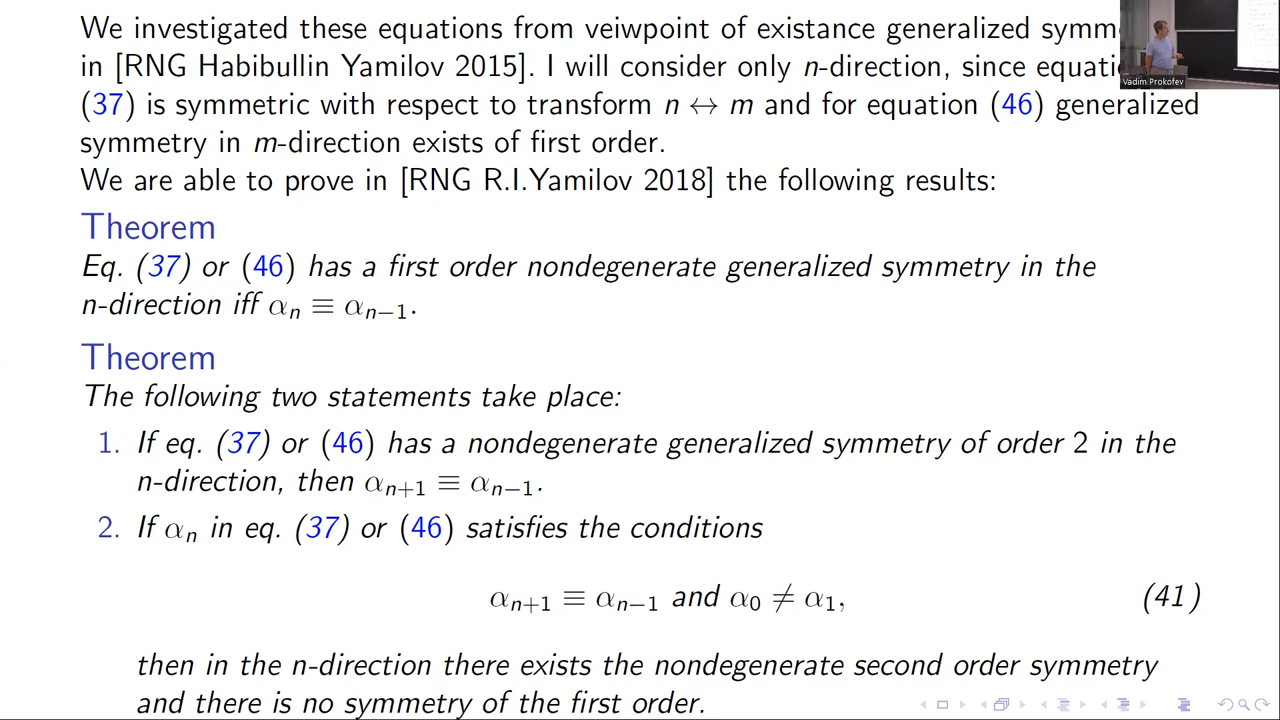 We investigated these equations from veiwpoint of existance generalized symm
in [RNG Habibullin Yamilov 2015]. I will consider only n-direction, since equati
(37) is symmetric with respect to transform n ↔ m and for equation (46) generalized
symmetry in m-direction exists of first order.
We are able to prove in [RNG R.I.Yamilov 2018] the following results:
Theorem
Eq. (37) or (46) has a first order nondegenerate generalized symmetry in the
n-direction iff αₙ ≡ αₙ₋₁.
Theorem
The following two statements take place:
1. If eq. (37) or (46) has a nondegenerate generalized symmetry of order 2 in the
n-direction, then αₙ₊₁ ≡ αₙ₋₁.
2. If αₙ in eq. (37) or (46) satisfies the conditions
αₙ₊₁ ≡ αₙ₋₁ and α₀ ≠ α₁, (41)
then in the n-direction there exists the nondegenerate second order symmetry
and there is no symmetry of the first order.
Vadim Prokofev